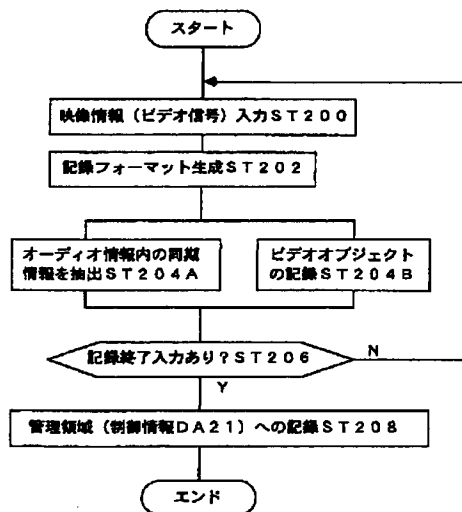 スタート
映像情報（ビデオ信号）入力ST200
記録フォーマット生成ST202
オーディオ情報内の同期
情報を抽出ST204A
ビデオオブジェクト
の記録ST204B
記録終了入力あり？ST206
N
Y
管理領域（制御情報DA21）への記録ST208
エンド